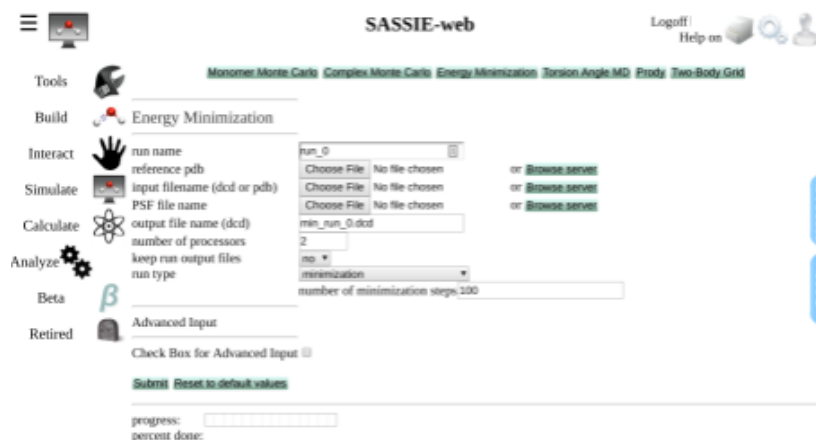 SASSIE-web
Logoff
Help on
Tools
Build
Interact
Simulate
Calculate
Analyze
Beta
β
Retired
Monomer Monte Carlo Complex Monte Carlo Energy Minimization Torsion Angle MD Prody Two-Body Grid
Energy Minimization
run name run_0
reference pdb Choose File No file chosen or Browse server
input filename (dcd or pdb) Choose File No file chosen or Browse server
PSF file name Choose File No file chosen or Browse server
output file name (dcd) min_run_0.dcd
number of processors 2
keep run output files no
run type minimization
number of minimization steps 100
Advanced Input
Check Box for Advanced Input
Submit Reset to default values
progress:
percent done: